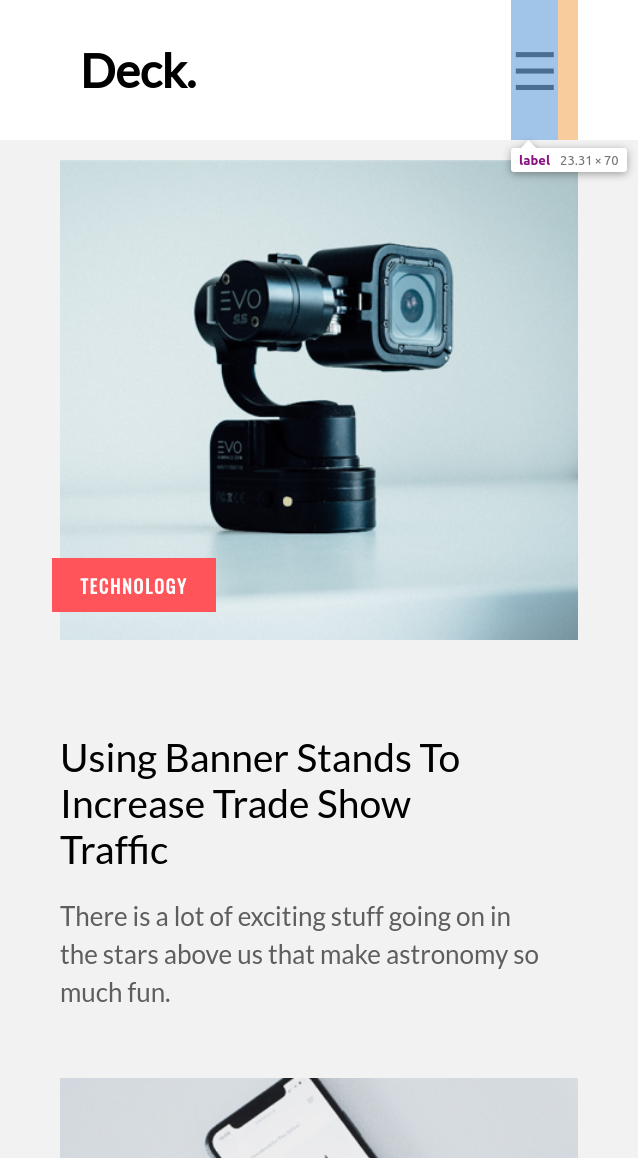 Deck.
label 23.31 × 70
EVO
SS
EVO
TECHNOLOGY
Using Banner Stands To
Increase Trade Show
Traffic
There is a lot of exciting stuff going on in
the stars above us that make astronomy so
much fun.